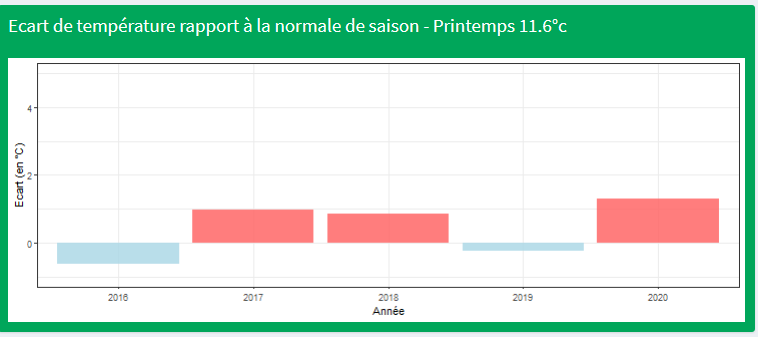 Ecart de température rapport à la normale de saison - Printemps 11.6°c
4
2
0
Ecart (en °C)
2016 2017 2018 2019 2020
Année